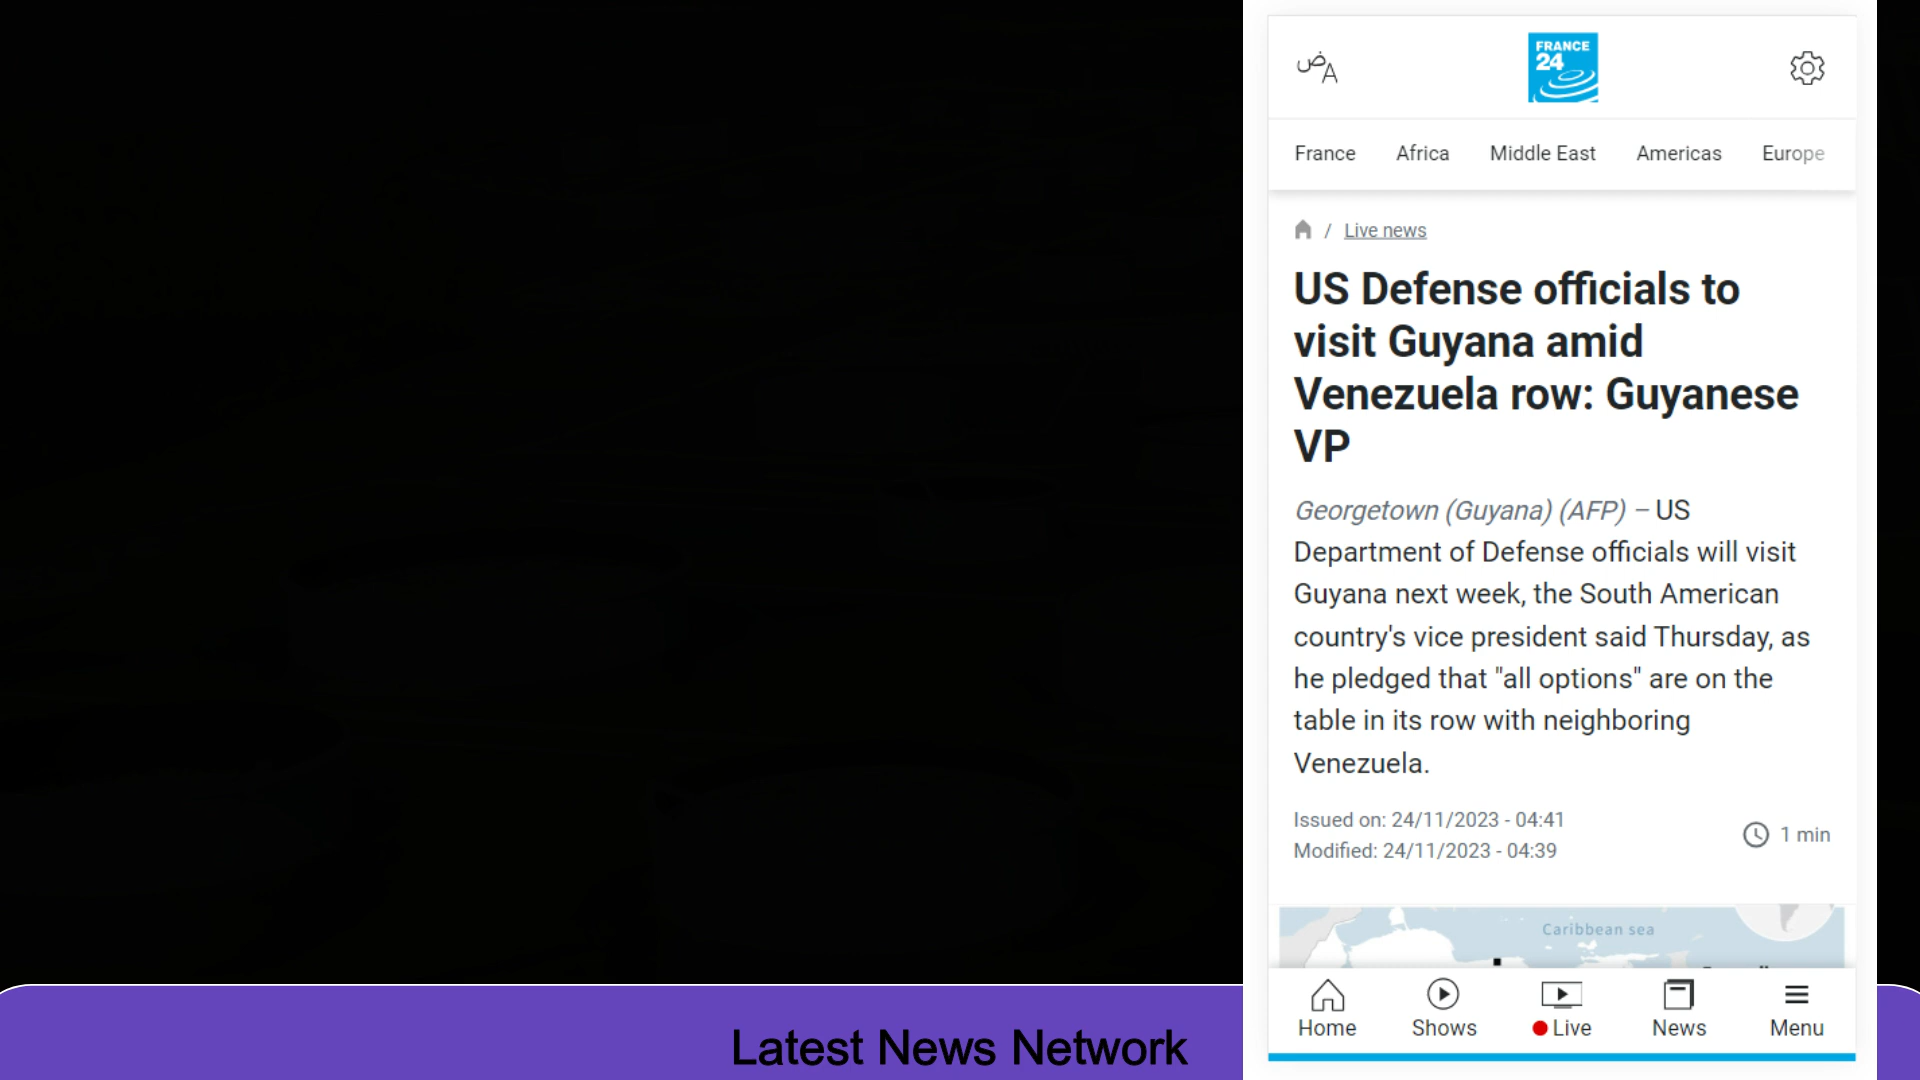 ضA
FRANCE
24
France Africa Middle East Americas Europe
/ Live news
US Defense officials to
visit Guyana amid
Venezuela row: Guyanese
VP
Georgetown (Guyana) (AFP) – US
Department of Defense officials will visit
Guyana next week, the South American
country's vice president said Thursday, as
he pledged that "all options" are on the
table in its row with neighboring
Venezuela.
Issued on: 24/11/2023 - 04:41
Modified: 24/11/2023 - 04:39
1 min
Caribbean sea
Home Shows Live News Menu
Latest News Network